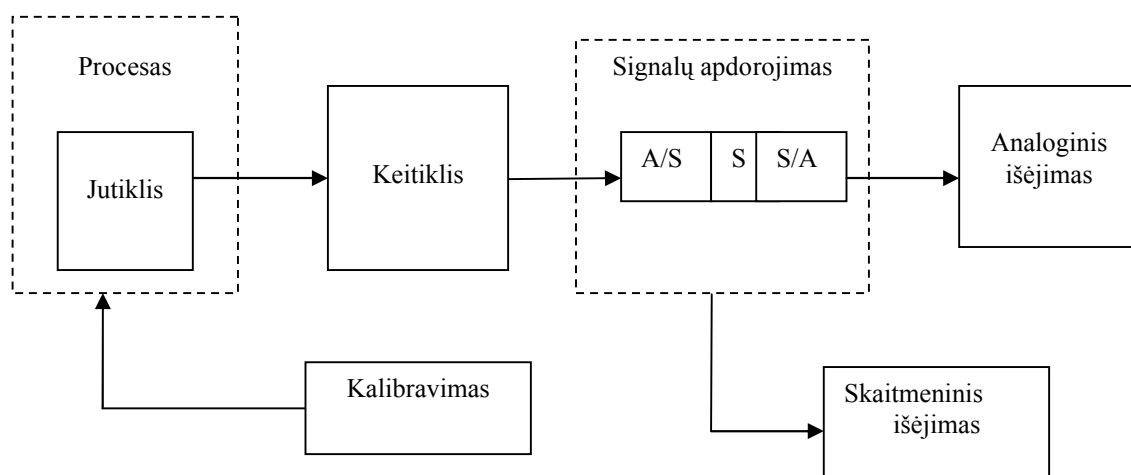 Procesas
Jutiklis
Keitiklis
Signalų apdorojimas
A/S
S
S/A
Analoginis
išėjimas
Kalibravimas
Skaitmeninis
išėjimas